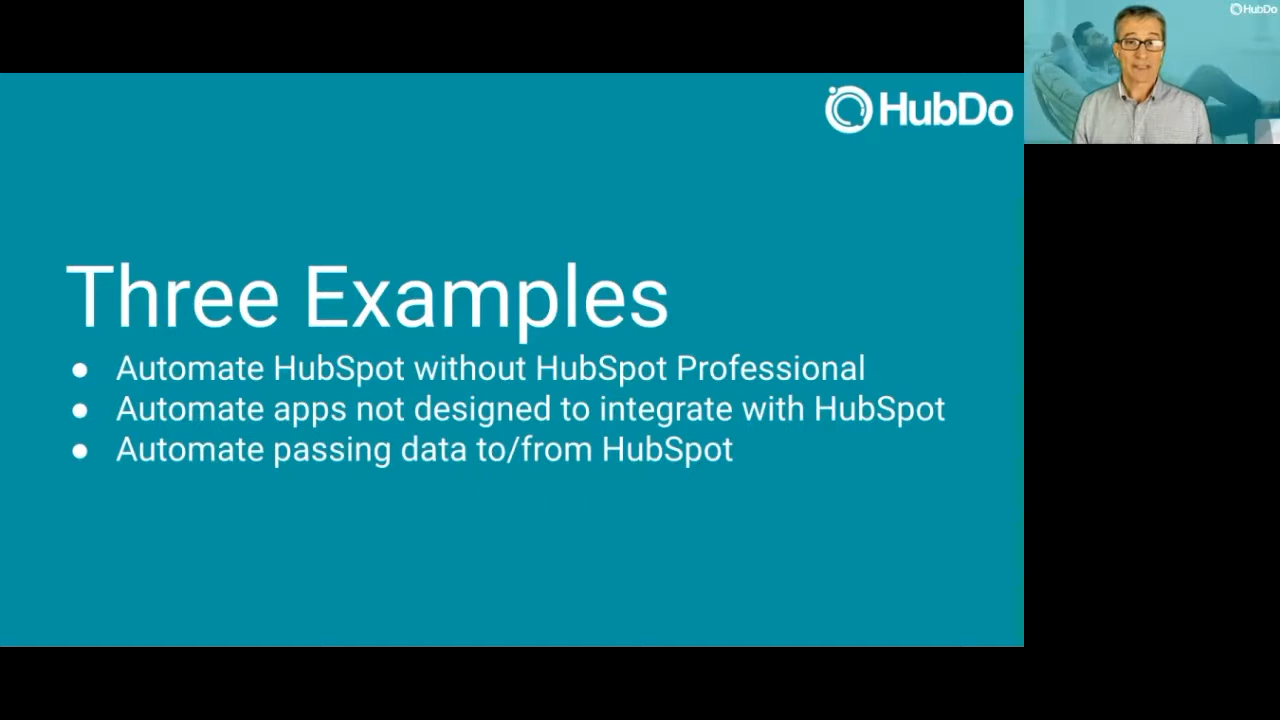 HubDo
HubDo
Three Examples
● Automate HubSpot without HubSpot Professional
● Automate apps not designed to integrate with HubSpot
● Automate passing data to/from HubSpot